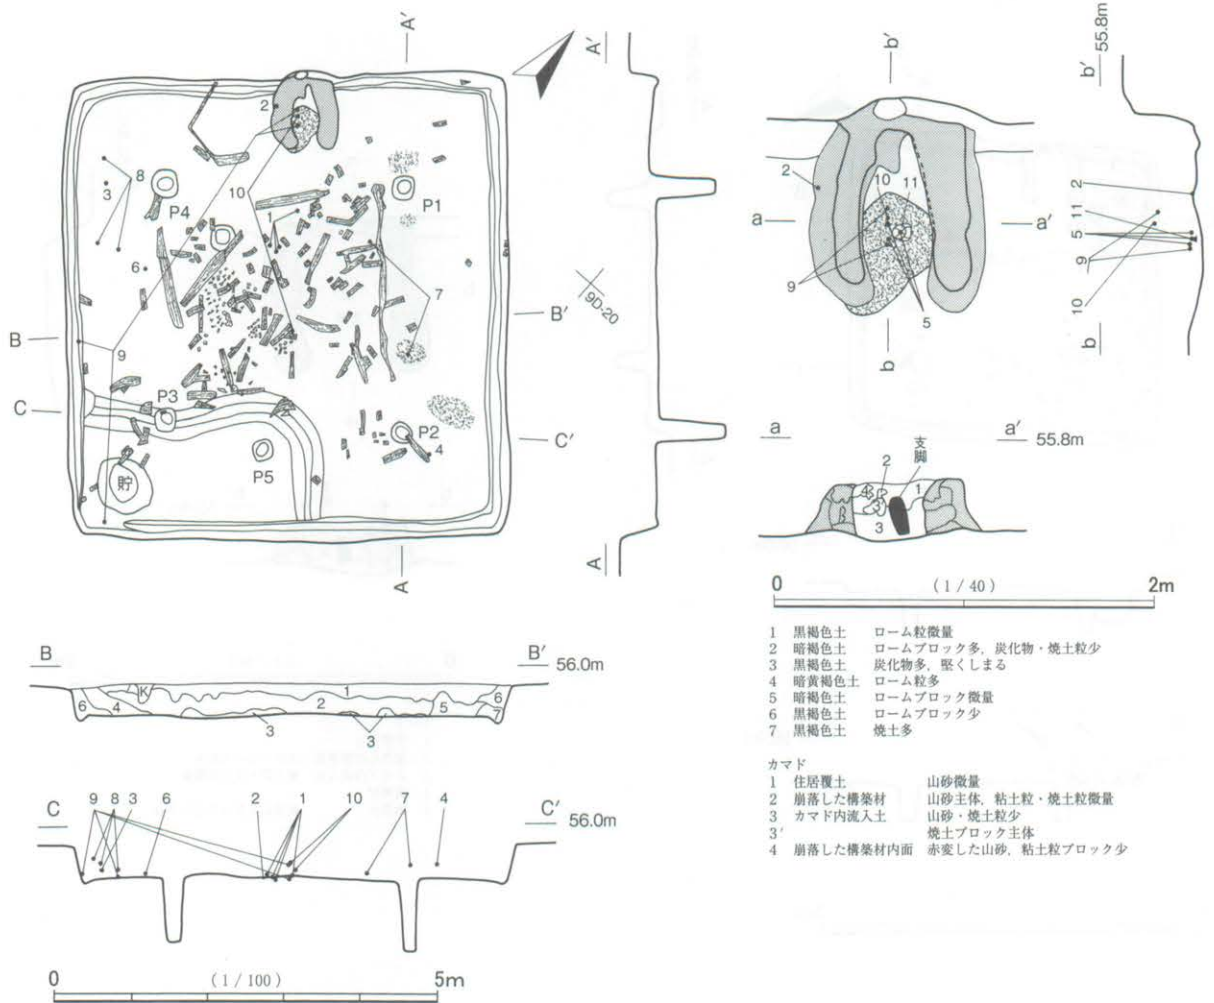 A'
A'
b'
b'
55.8m
2
8
3
P4
10
1
P1
6
7
9D-20
B
B'
9
C
P3
P2
C'
4
P5
貯
A
A
2
10
11
a
a'
9
5
b
2
11
5
9
10
b
a
a'
55.8m
支脚
2
4
1
3'
3
0
(1/40)
2m
1 黒褐色土 ローム粒微量
2 暗褐色土 ロームブロック多，炭化物・焼土粒少
3 黒褐色土 炭化物多，堅くしまる
4 暗黄褐色土 ローム粒多
5 暗褐色土 ロームブロック微量
6 黒褐色土 ロームブロック少
7 黒褐色土 焼土多
カマド
1 住居覆土 山砂微量
2 崩落した構築材 山砂主体，粘土粒・焼土粒微量
3 カマド内流入土 山砂・焼土粒少
3' 焼土ブロック主体
4 崩落した構築材内面 赤変した山砂，粘土粒ブロック少
B
B'
56.0m
K
1
6
4
2
5
6
7
3
3
C
9 8 3 6 2 1 10 7 4
C'
56.0m
0
(1/100)
5m